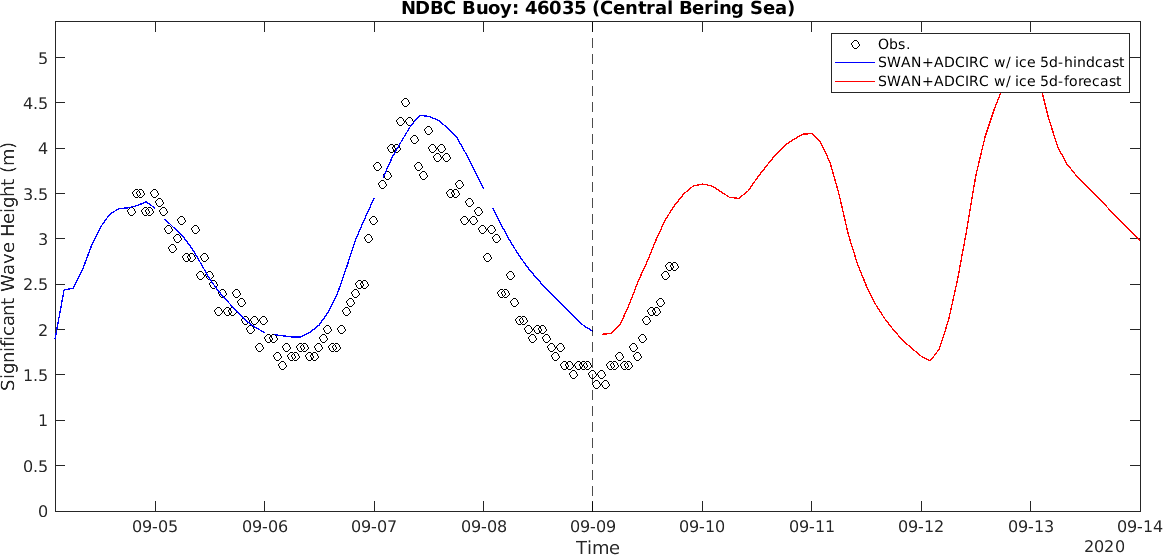 NDBC Buoy: 46035 (Central Bering Sea)
Obs.
SWAN+ADCIRC w/ ice 5d-hindcast
SWAN+ADCIRC w/ ice 5d-forecast
Significant Wave Height (m)
5
4.5
4
3.5
3
2.5
2
1.5
1
0.5
0
09-05 09-06 09-07 09-08 09-09 09-10 09-11 09-12 09-13 09-14
Time
2020